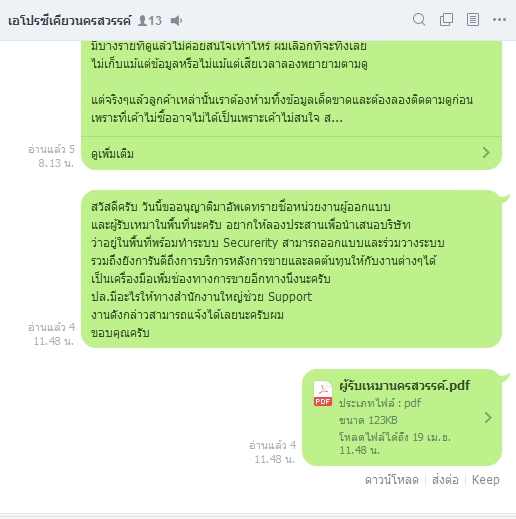 เอโปรซีเดียวนครสวรรค์ 13
มีบางรายที่ดูแล้วไม่ค่อยสนใจเท่าไหร่ ผมเลือกที่จะทิ้งเลย
ไม่เก็บแม้แต่ข้อมูลหรือไม่แม้แต่เสียเวลาลองพยายามตามดู
แต่จริงๆแล้วลูกค้าเหล่านั้นเราต้องห้ามทิ้งข้อมูลเด็ดขาดและต้องลองติดตามดูก่อน
เพราะที่เค้าไม่ซื้ออาจไม่ได้เป็นเพราะเค้าไม่สนใจ ส...
อ่านแล้ว 5
8.13 น.
ดูเพิ่มเติม
สวัสดีครับ วันนี้ขออนุญาติมาอัพเดทรายชื่อหน่วยงานผู้ออกแบบ
และผู้รับเหมาในพื้นที่นะครับ อยากให้ลองประสานเพื่อนำเสนอบริษัท
ว่าอยู่ในพื้นที่พร้อมทำระบบ Securerity สามารถออกแบบและร่วมวางระบบ
รวมถึงยังการันตีถึงการบริการหลังการขายและลดต้นทุนให้กับงานต่างๆได้
เป็นเครื่องมือเพิ่มช่องทางการขายอีกทางนึงนะครับ
ปล.มีอะไรให้ทางสำนักงานใหญ่ช่วย Support
งานดังกล่าวสามารถแจ้งได้เลยนะครับผม
ขอบคุณครับ
อ่านแล้ว 4
11.48 น.
ผู้รับเหมานครสวรรค์.pdf
PDF
ประเภทไฟล์ : pdf
ขนาด 123KB
โหลดไฟล์ได้ถึง 19 เม.ย.
11.48 น.
อ่านแล้ว 4
11.48 น.
ดาวน์โหลด | ส่งต่อ | Keep